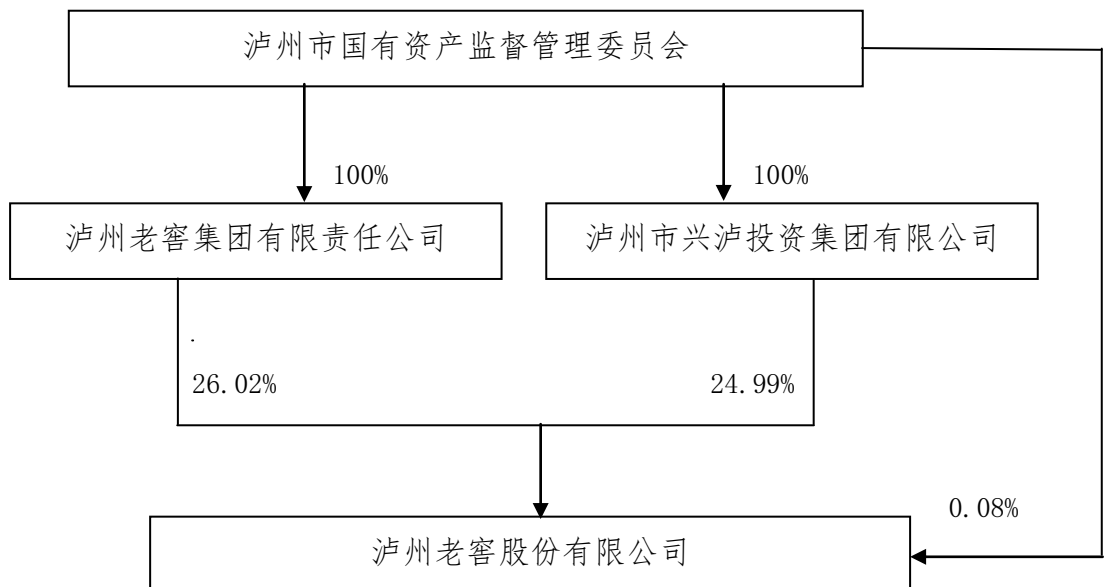 泸州市国有资产监督管理委员会
100%
100%
泸州老窖集团有限责任公司
泸州市兴泸投资集团有限公司
26.02%
24.99%
0.08%
泸州老窖股份有限公司